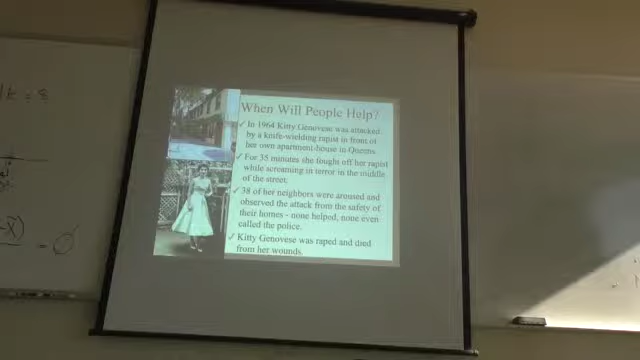 When Will People Help?
✓ In 1964 Kitty Genovese was attacked
by a knife-wielding rapist in front of
her own apartment-house in Queens.
✓ For 35 minutes she fought off her rapist
while screaming in terror in the middle
of the street.
✓ 38 of her neighbors were aroused and
observed the attack from the safety of
their homes - none helped, none even
called the police.
✓ Kitty Genovese was raped and died
from her wounds.